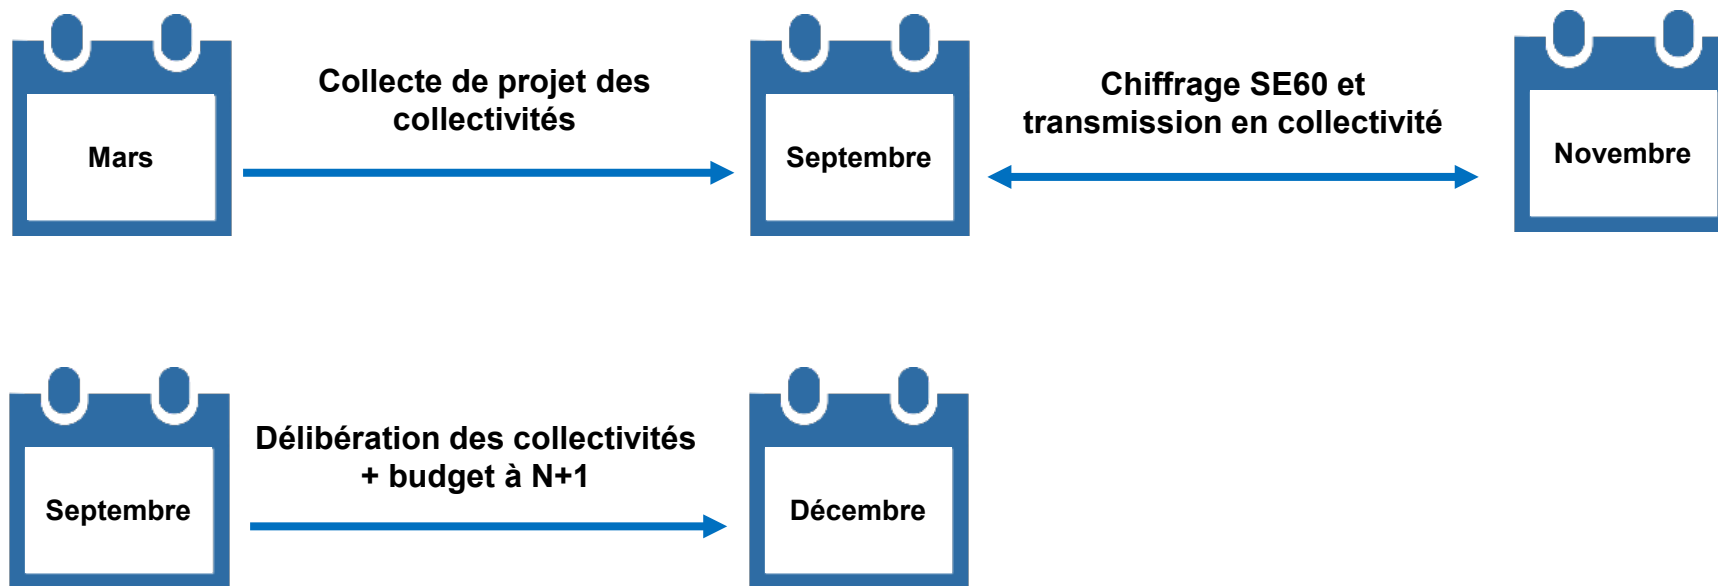 Mars
Collecte de projet des
collectivités
Septembre
Chiffrage SE60 et
transmission en collectivité
Novembre
Septembre
Délibération des collectivités
+ budget à N+1
Décembre